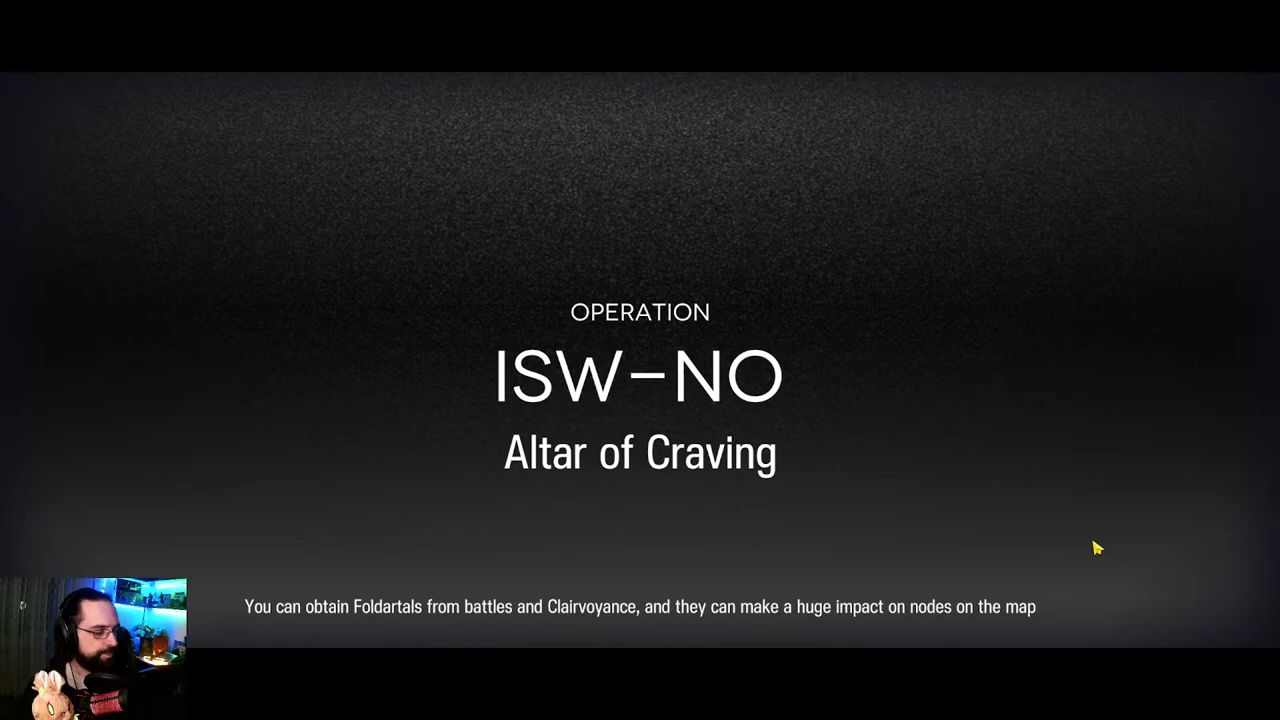 OPERATION
ISW-NO
Altar of Craving
You can obtain Foldartals from battles and Clairvoyance, and they can make a huge impact on nodes on the map